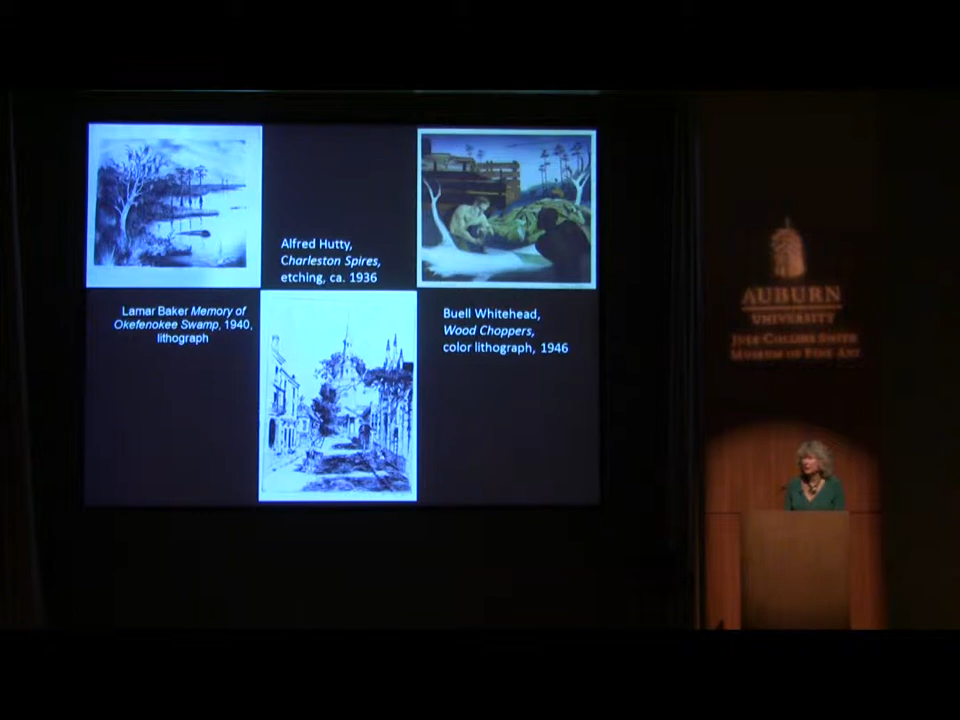 Alfred Hutty,
Charleston Spires,
etching, ca. 1936
Lamar Baker Memory of
Okefenokee Swamp, 1940,
lithograph
Buell Whitehead,
Wood Choppers,
color lithograph, 1946
AUBURN
UNIVERSITY
JULE COLLINS SMITH
MUSEUM OF FINE ART